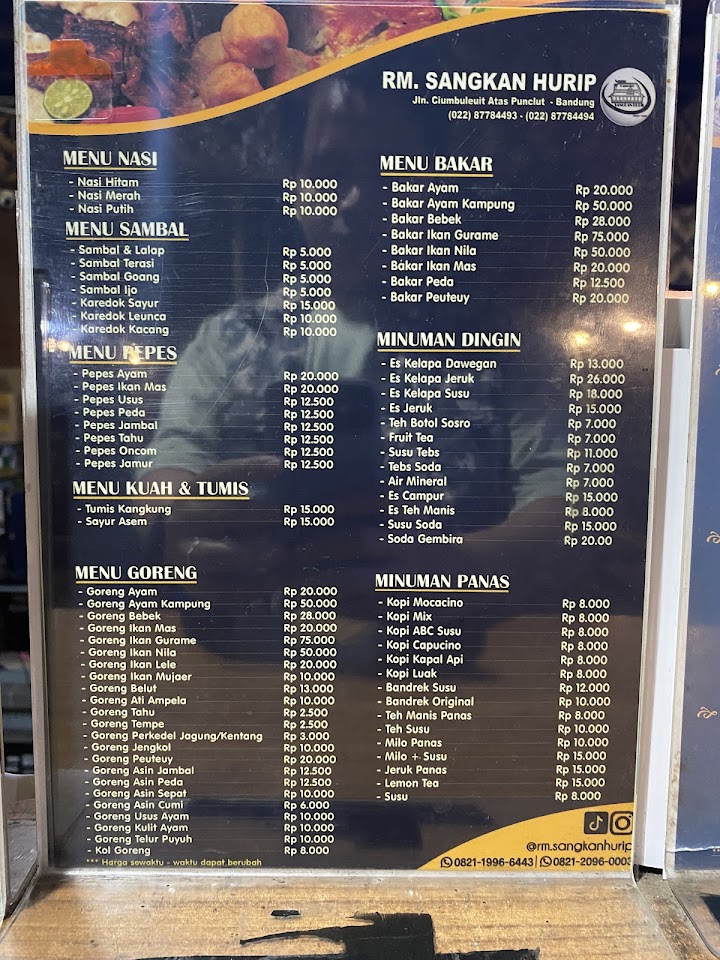 RM. SANGKAN HURIP
Jln. Ciumbuleuit Atas Punclut - Bandung
(022) 87784493 - (022) 87784494
MENU NASI
- Nasi Hitam Rp 10.000
- Nasi Merah Rp 10.000
- Nasi Putih Rp 10.000
MENU SAMBAL
- Sambal & Lalap Rp 5.000
- Sambal Terasi Rp 5.000
- Sambal Goang Rp 5.000
- Sambal Ijo Rp 5.000
- Karedok Sayur Rp 15.000
- Karedok Leunca Rp 10.000
- Karedok Kacang Rp 10.000
MENU PEPES
- Pepes Ayam Rp 20.000
- Pepes Ikan Mas Rp 20.000
- Pepes Usus Rp 12.500
- Pepes Peda Rp 12.500
- Pepes Jambal Rp 12.500
- Pepes Tahu Rp 12.500
- Pepes Oncom Rp 12.500
- Pepes Jamur Rp 12.500
MENU KUAH & TUMIS
- Tumis Kangkung Rp 15.000
- Sayur Asem Rp 15.000
MENU GORENG
- Goreng Ayam Rp 20.000
- Goreng Ayam Kampung Rp 50.000
- Goreng Bebek Rp 28.000
- Goreng Ikan Mas Rp 20.000
- Goreng Ikan Gurame Rp 75.000
- Goreng Ikan Nila Rp 50.000
- Goreng Ikan Lele Rp 20.000
- Goreng Ikan Mujaer Rp 10.000
- Goreng Belut Rp 13.000
- Goreng Ati Ampela Rp 10.000
- Goreng Tahu Rp 2.500
- Goreng Tempe Rp 2.500
- Goreng Perkedel Jagung/Kentang Rp 3.000
- Goreng Jengkol Rp 10.000
- Goreng Peuteuy Rp 20.000
- Goreng Asin Jambal Rp 12.500
- Goreng Asin Peda Rp 12.500
- Goreng Asin Sepat Rp 10.000
- Goreng Asin Cumi Rp 6.000
- Goreng Usus Ayam Rp 10.000
- Goreng Kulit Ayam Rp 10.000
- Goreng Telur Puyuh Rp 10.000
- Kol Goreng Rp 8.000
*** Harga sewaktu - waktu dapat berubah
MENU BAKAR
- Bakar Ayam Rp 20.000
- Bakar Ayam Kampung Rp 50.000
- Bakar Bebek Rp 28.000
- Bakar Ikan Gurame Rp 75.000
- Bakar Ikan Nila Rp 50.000
- Bakar Ikan Mas Rp 20.000
- Bakar Peda Rp 12.500
- Bakar Peuteuy Rp 20.000
MINUMAN DINGIN
- Es Kelapa Dawegan Rp 13.000
- Es Kelapa Jeruk Rp 26.000
- Es Kelapa Susu Rp 18.000
- Es Jeruk Rp 15.000
- Teh Botol Sosro Rp 7.000
- Fruit Tea Rp 7.000
- Susu Tebs Rp 11.000
- Tebs Soda Rp 7.000
- Air Mineral Rp 7.000
- Es Campur Rp 15.000
- Es Teh Manis Rp 8.000
- Susu Soda Rp 15.000
- Soda Gembira Rp 20.00
MINUMAN PANAS
- Kopi Mocacino Rp 8.000
- Kopi Mix Rp 8.000
- Kopi ABC Susu Rp 8.000
- Kopi Capucino Rp 8.000
- Kopi Kapal Api Rp 8.000
- Kopi Luak Rp 8.000
- Bandrek Susu Rp 12.000
- Bandrek Original Rp 10.000
- Teh Manis Panas Rp 8.000
- Teh Susu Rp 10.000
- Milo Panas Rp 10.000
- Milo + Susu Rp 15.000
- Jeruk Panas Rp 15.000
- Lemon Tea Rp 15.000
- Susu Rp 8.000
@rm.sangkanhurip
0821-1996-6443 | 0821-2096-0003